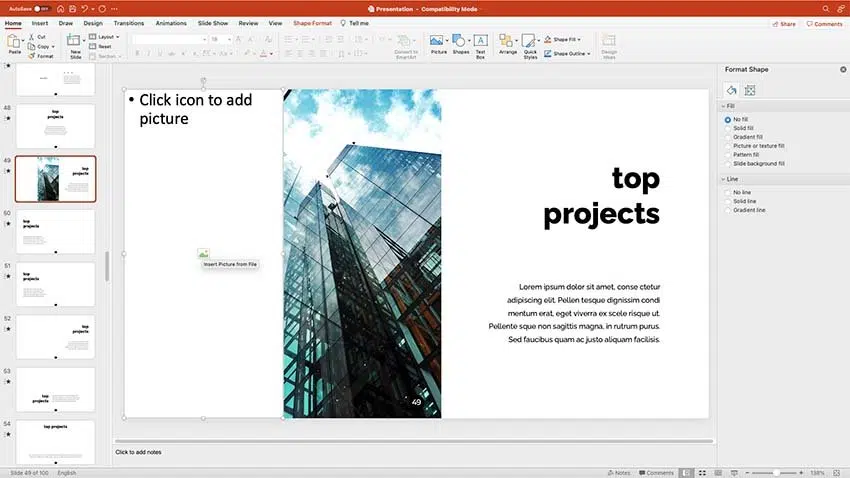 AutoSave OFF
Presentation - Compatibility Mode
Home Insert Draw Design Transitions Animations Slide Show Review View Shape Format Tell me
Share Comments
Paste
Cut
Copy
Format
New Slide
Layout
Reset
Section
18
Convert to SmartArt
Picture
Shapes
Text Box
Arrange
Quick Styles
Shape Fill
Shape Outline
Design Ideas
48
top
projects
49
top
projects
50
top
projects
51
top
projects
52
top
projects
53
top
projects
54
top projects
• Click icon to add
picture
Insert Picture from File
49
top
projects
Lorem ipsum dolor sit amet, conse ctetur
adipiscing elit. Pellen tesque dignissim condi
mentum erat, eget viverra ex scele risque ut.
Pellente sque non sagittis magna, in rutrum purus.
Sed faucibus quam ac justo aliquam facilisis.
Format Shape
Fill
No fill
Solid fill
Gradient fill
Picture or texture fill
Pattern fill
Slide background fill
Line
No line
Solid line
Gradient line
Click to add notes
Slide 49 of 100 English
Notes Comments
138%